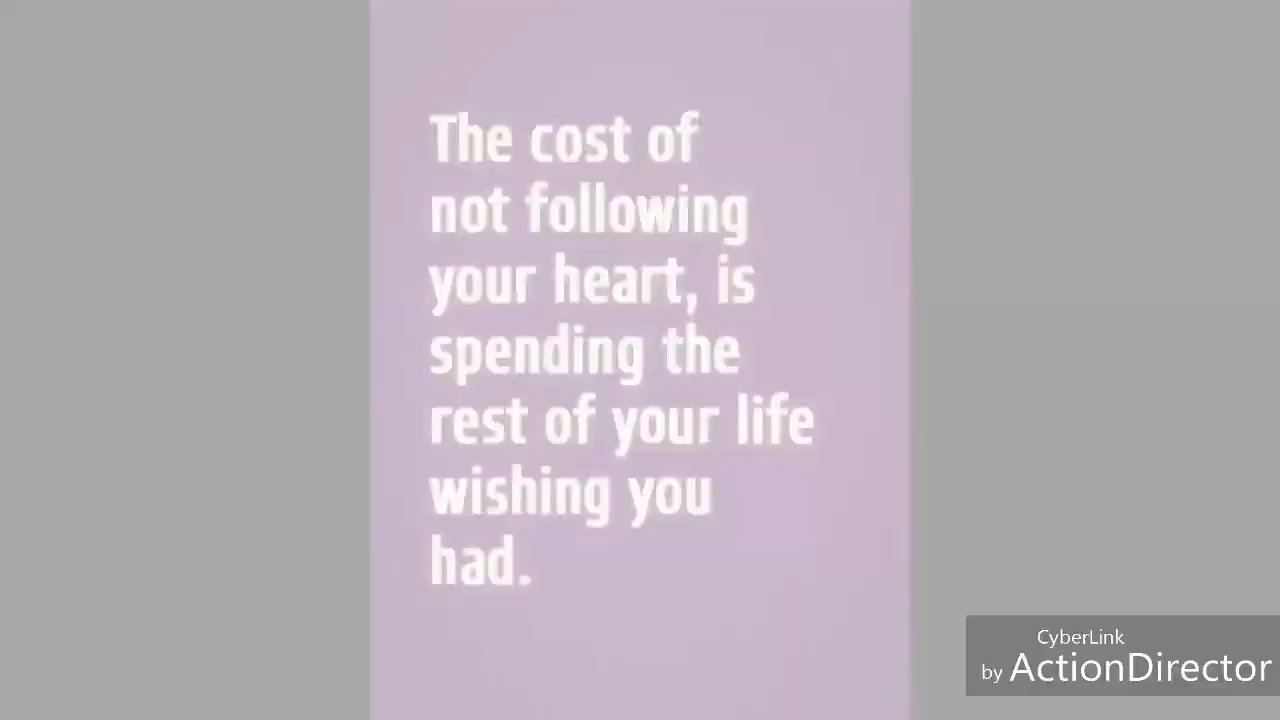 The cost of
not following
your heart, is
spending the
rest of your life
wishing you
had.
CyberLink
by ActionDirector